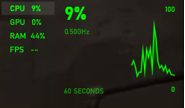 CPU 9%
GPU 0%
RAM 44%
FPS --
9%
0.500Hz
100
40 SECONDS
0